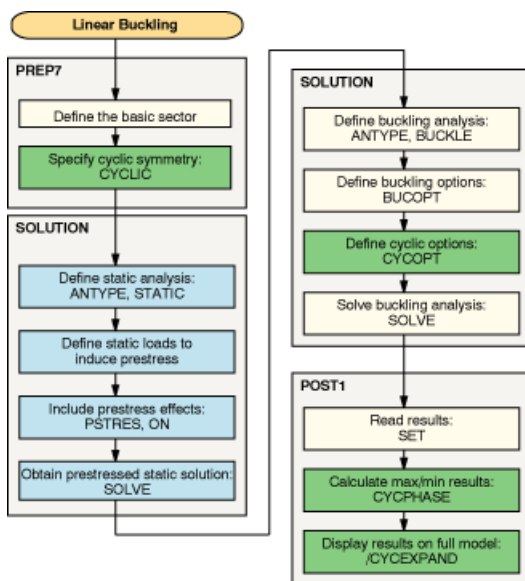 Linear Buckling
PREP7
Define the basic sector
Specify cyclic symmetry:
CYCLIC
SOLUTION
Define static analysis:
ANTYPE, STATIC
Define static loads to
induce prestress
Include prestress effects:
PSTRES, ON
Obtain prestressed static solution:
SOLVE
SOLUTION
Define buckling analysis:
ANTYPE, BUCKLE
Define buckling options:
BUCOPT
Define cyclic options:
CYCOPT
Solve buckling analysis:
SOLVE
POST1
Read results:
SET
Calculate max/min results:
CYCPHASE
Display results on full model:
/CYCEXPAND